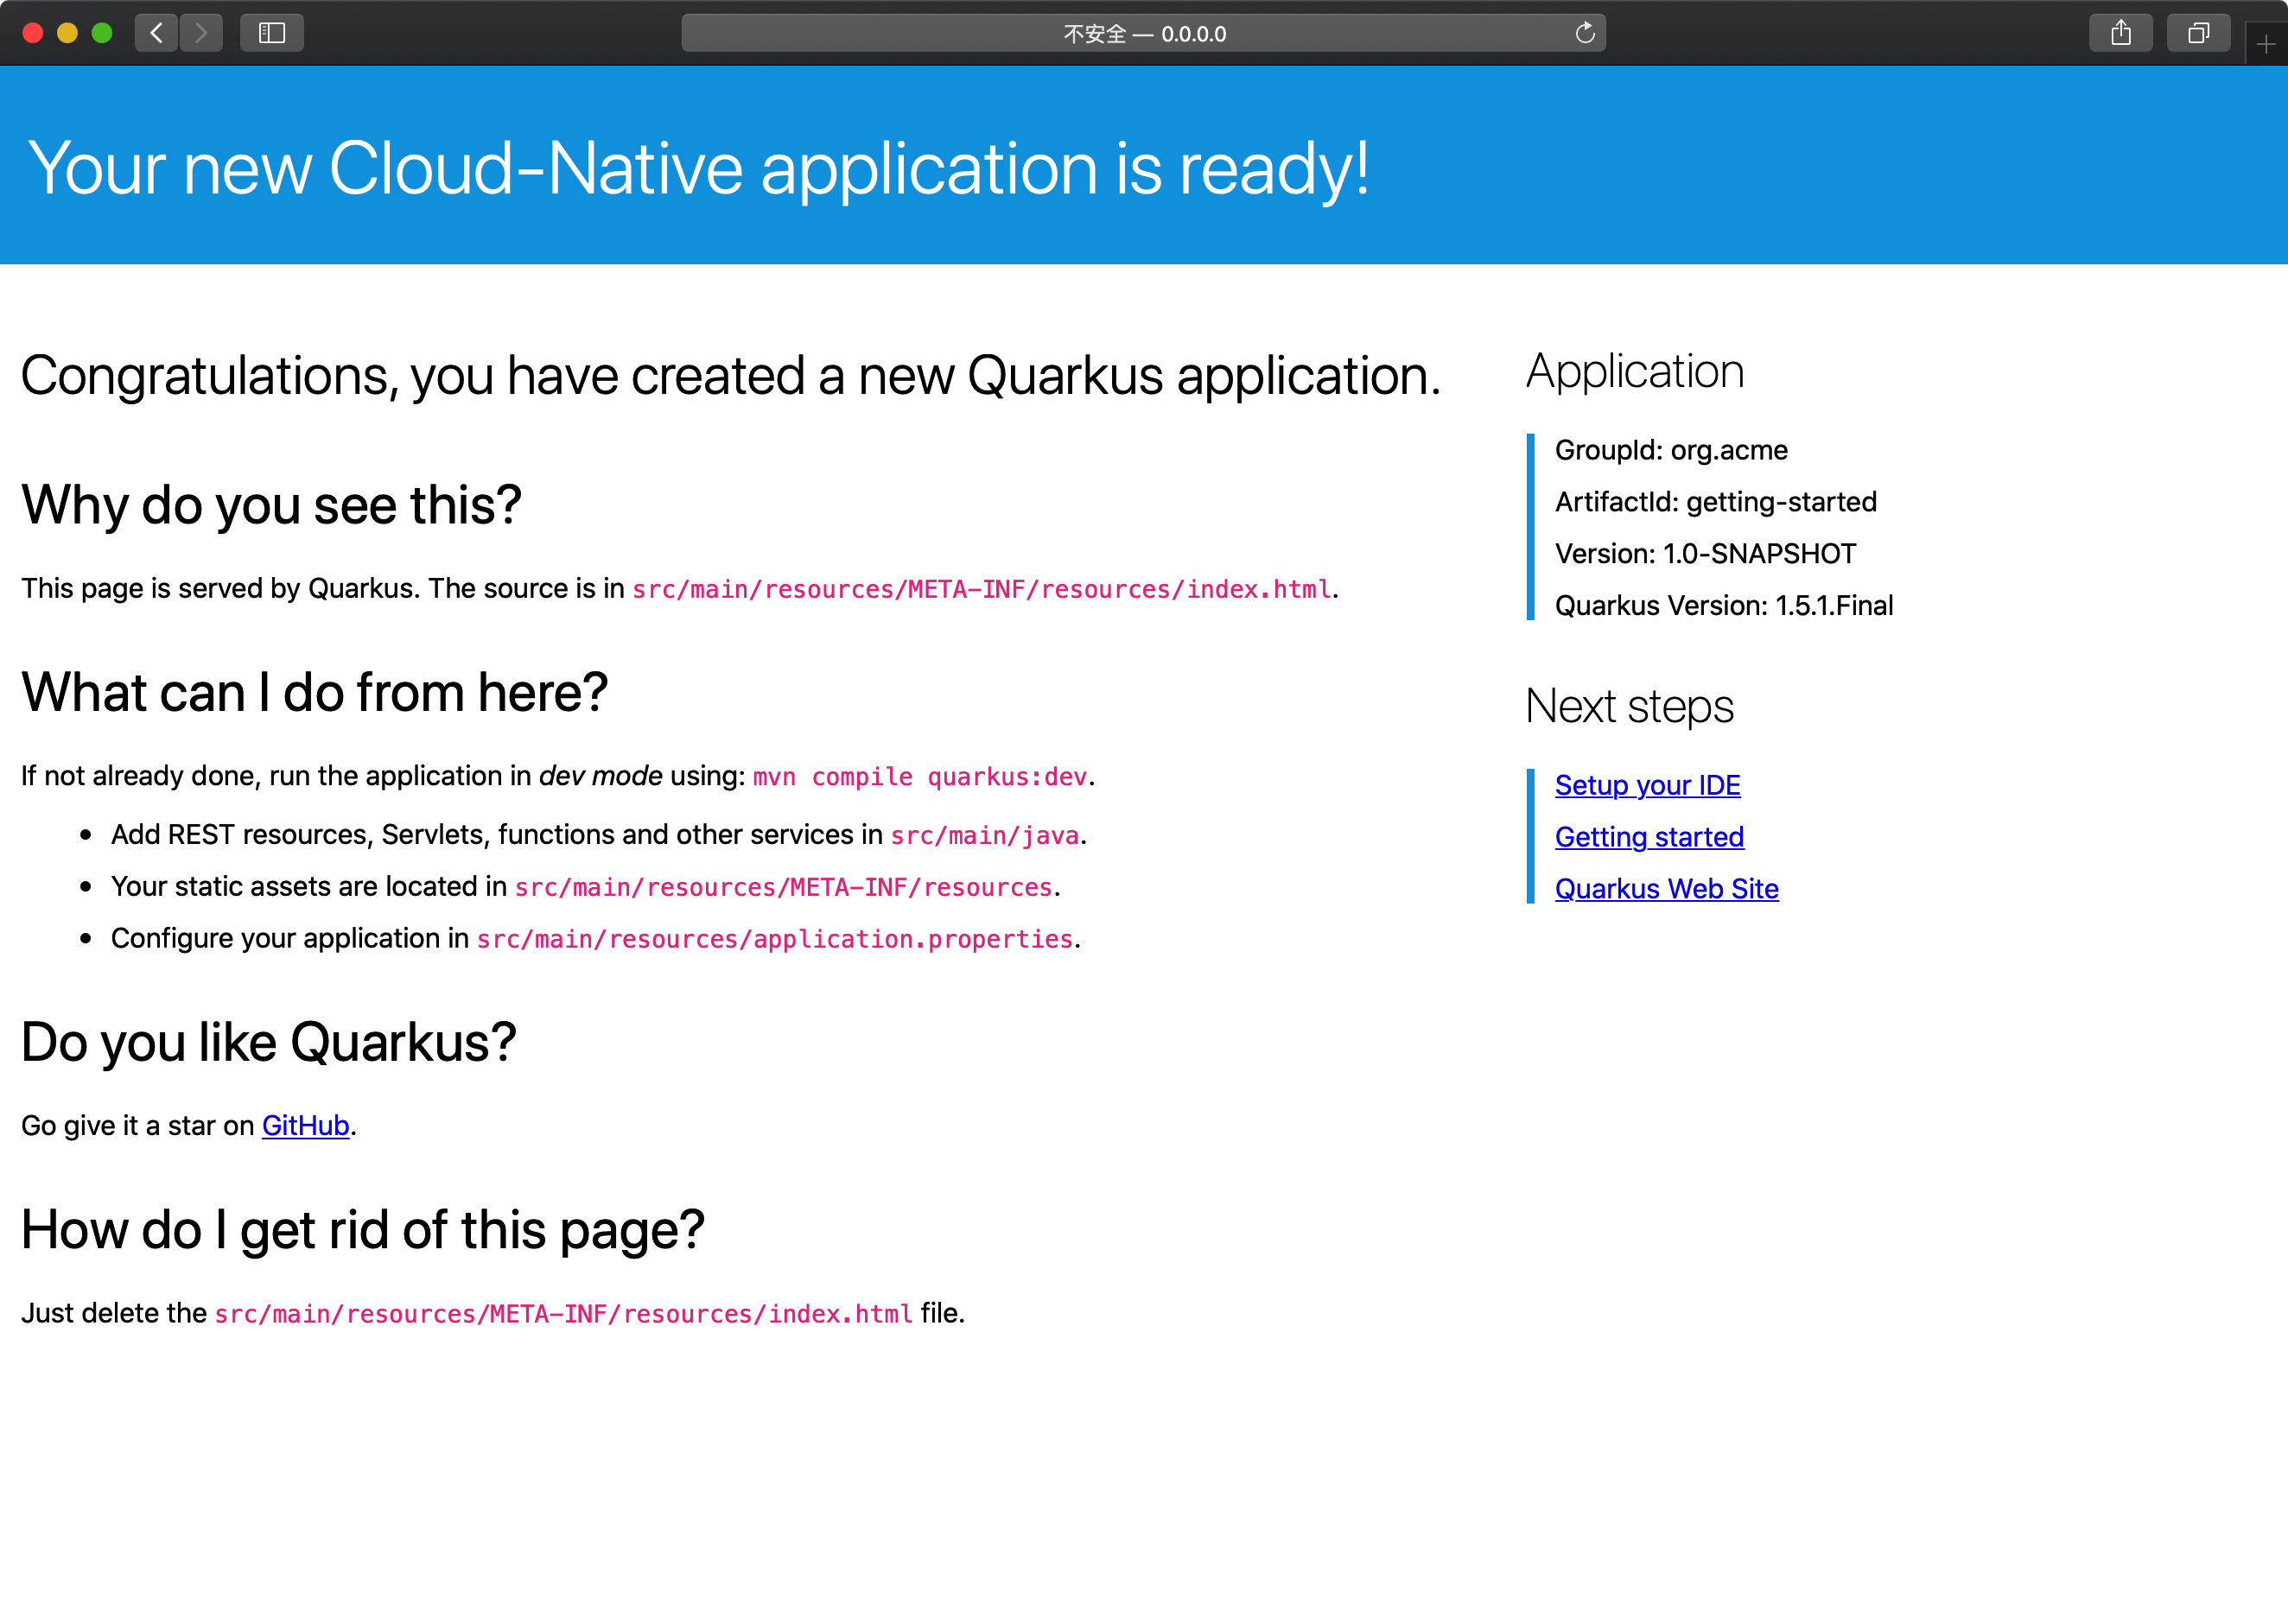 不安全 — 0.0.0.0
Your new Cloud-Native application is ready!
Congratulations, you have created a new Quarkus application.
Why do you see this?
This page is served by Quarkus. The source is in src/main/resources/META-INF/resources/index.html.
What can I do from here?
If not already done, run the application in dev mode using: mvn compile quarkus:dev.
Add REST resources, Servlets, functions and other services in src/main/java.
Your static assets are located in src/main/resources/META-INF/resources.
Configure your application in src/main/resources/application.properties.
Do you like Quarkus?
Go give it a star on GitHub.
How do I get rid of this page?
Just delete the src/main/resources/META-INF/resources/index.html file.
Application
GroupId: org.acme
ArtifactId: getting-started
Version: 1.0-SNAPSHOT
Quarkus Version: 1.5.1.Final
Next steps
Setup your IDE
Getting started
Quarkus Web Site